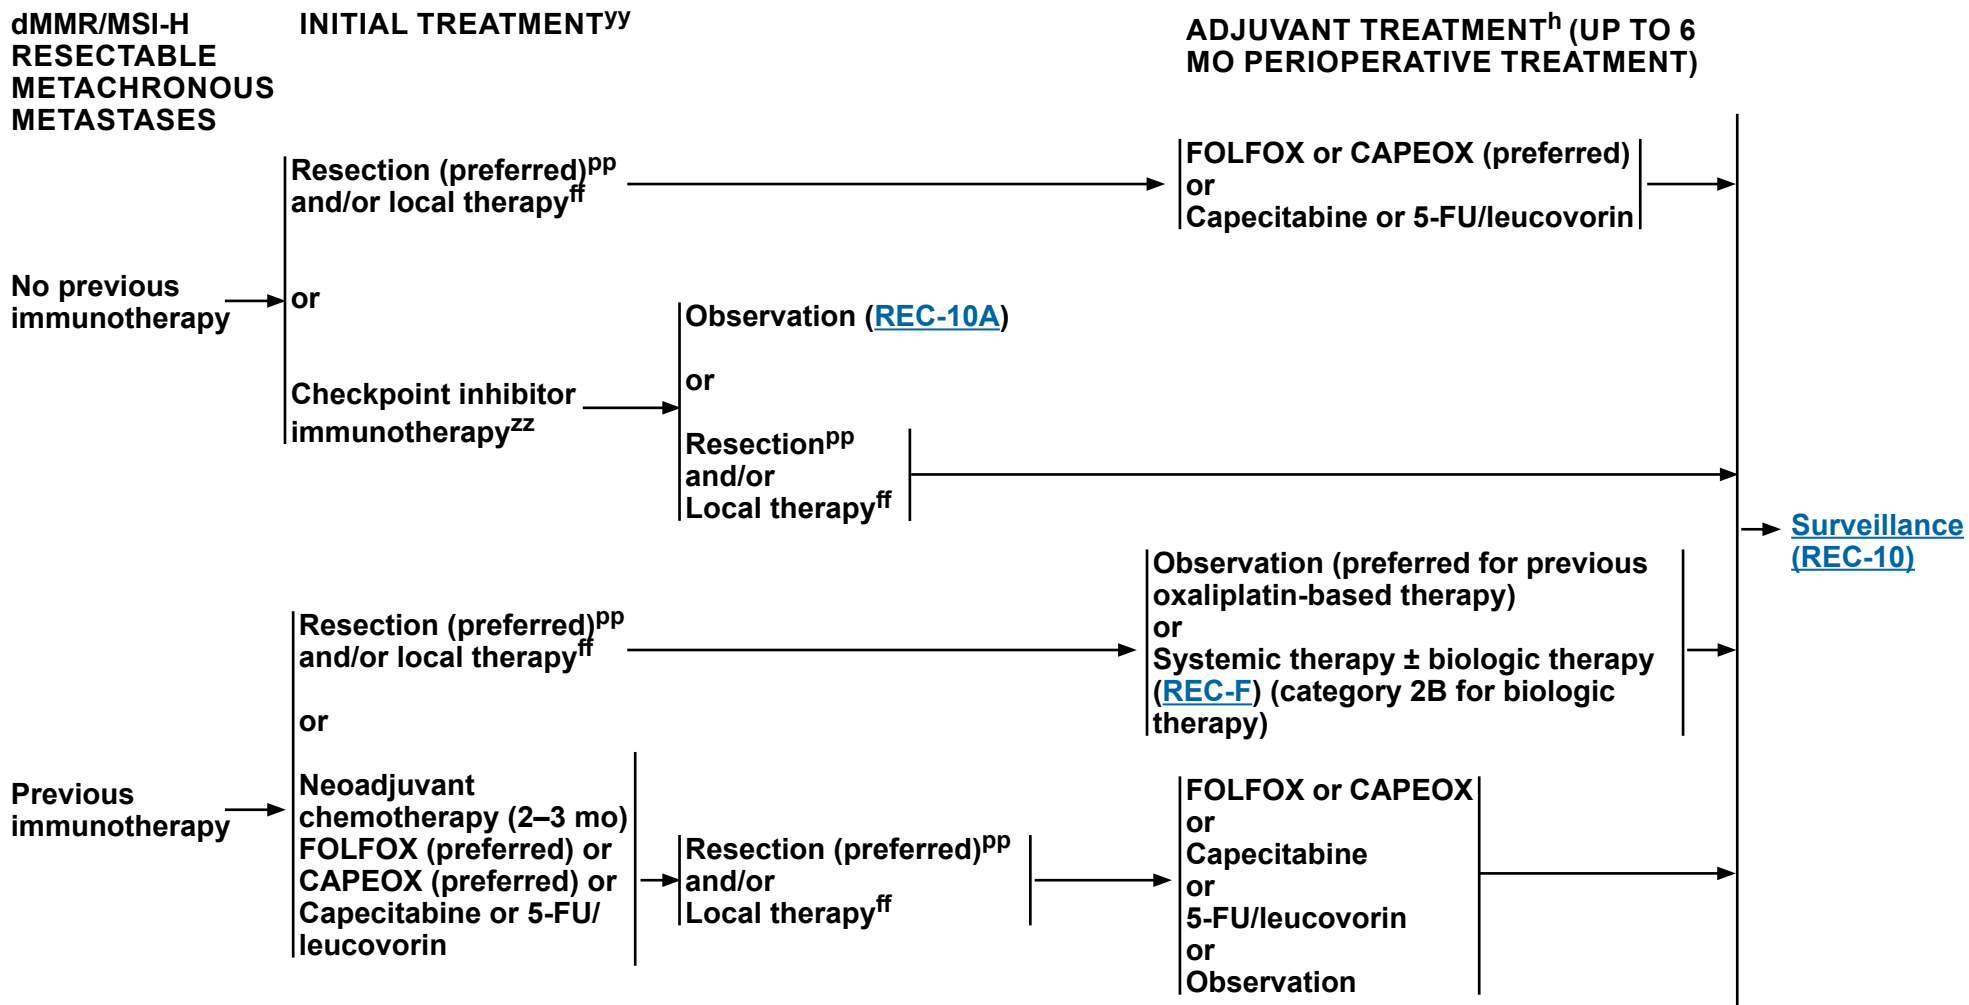 dMMR/MSI-H
RESECTABLE
METACHRONOUS
METASTASES
INITIAL TREATMENTyy
ADJUVANT TREATMENTh (UP TO 6
MO PERIOPERATIVE TREATMENT)
No previous
immunotherapy
Resection (preferred)pp
and/or local therapyff
or
Checkpoint inhibitor
immunotherapyzz
Observation (REC-10A)
or
Resectionpp
and/or
Local therapyff
FOLFOX or CAPEOX (preferred)
or
Capecitabine or 5-FU/leucovorin
Previous
immunotherapy
Resection (preferred)pp
and/or local therapyff
or
Neoadjuvant
chemotherapy (2–3 mo)
FOLFOX (preferred) or
CAPEOX (preferred) or
Capecitabine or 5-FU/
leucovorin
Resection (preferred)pp
and/or
Local therapyff
Observation (preferred for previous
oxaliplatin-based therapy)
or
Systemic therapy ± biologic therapy
(REC-F) (category 2B for biologic
therapy)
FOLFOX or CAPEOX
or
Capecitabine
or
5-FU/leucovorin
or
Observation
Surveillance
(REC-10)